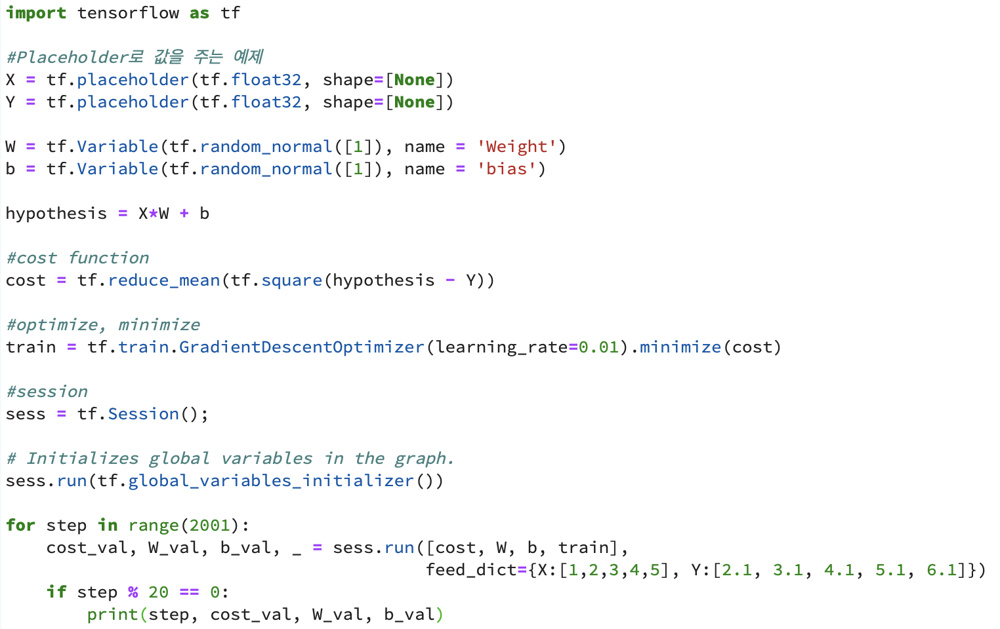 import tensorflow as tf
#Placeholder로 값을 주는 예제
X = tf.placeholder(tf.float32, shape=[None])
Y = tf.placeholder(tf.float32, shape=[None])
W = tf.Variable(tf.random_normal([1]), name = 'Weight')
b = tf.Variable(tf.random_normal([1]), name = 'bias')
hypothesis = X*W + b
#cost function
cost = tf.reduce_mean(tf.square(hypothesis - Y))
#optimize, minimize
train = tf.train.GradientDescentOptimizer(learning_rate=0.01).minimize(cost)
#session
sess = tf.Session();
# Initializes global variables in the graph.
sess.run(tf.global_variables_initializer())
for step in range(2001):
    cost_val, W_val, b_val, _ = sess.run([cost, W, b, train],
                                         feed_dict={X:[1,2,3,4,5], Y:[2.1, 3.1, 4.1, 5.1, 6.1]})
    if step % 20 == 0:
        print(step, cost_val, W_val, b_val)